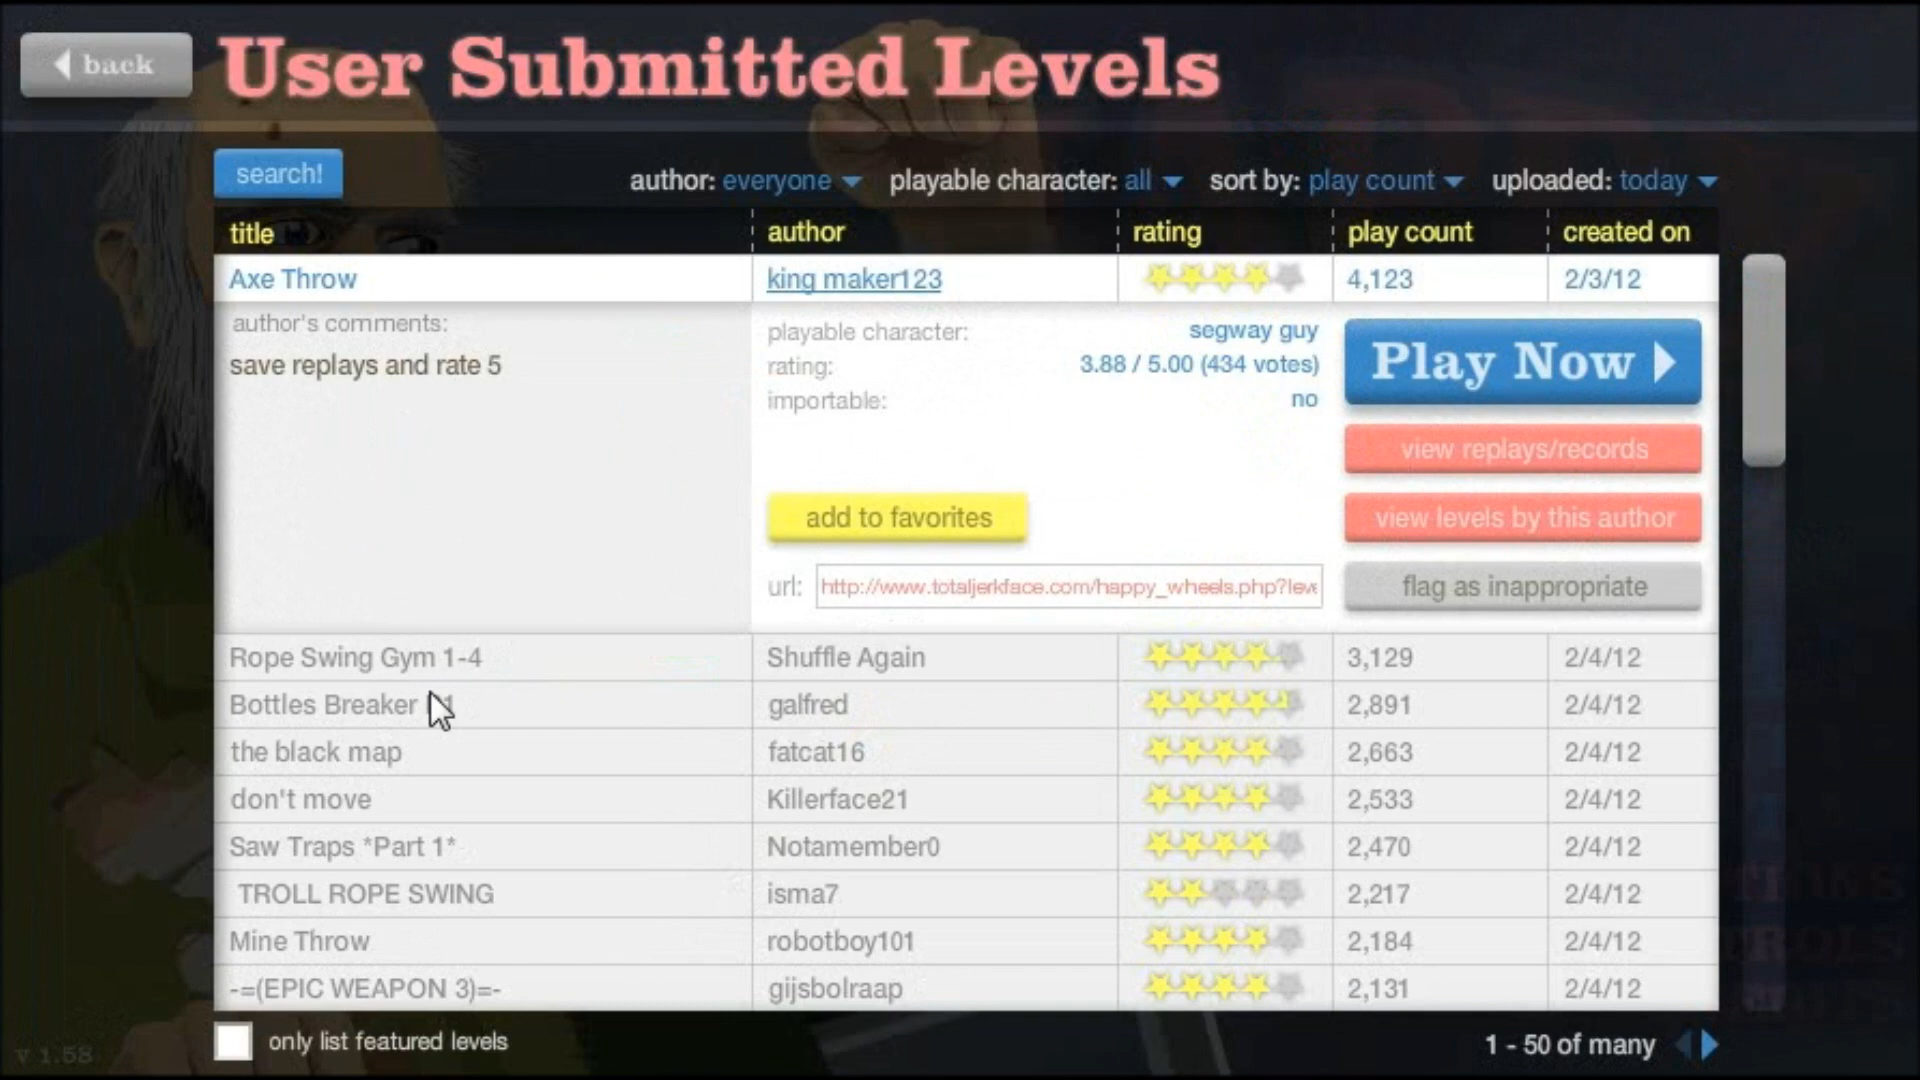 back
User Submitted Levels
search!
author: everyone playable character: all sort by: play count uploaded: today
title author rating play count created on
Axe Throw king maker123 4,123 2/3/12
author's comments:
save replays and rate 5
playable character: segway guy
rating: 3.88 / 5.00 (434 votes)
importable: no
Play Now
view replays/records
add to favorites
view levels by this author
url: http://www.totaljerkface.com/happy_wheels.php?leve
flag as inappropriate
Rope Swing Gym 1-4 Shuffle Again 3,129 2/4/12
Bottles Breaker galfred 2,891 2/4/12
the black map fatcat16 2,663 2/4/12
don't move Killerface21 2,533 2/4/12
Saw Traps *Part 1* Notamember0 2,470 2/4/12
TROLL ROPE SWING isma7 2,217 2/4/12
Mine Throw robotboy101 2,184 2/4/12
-=(EPIC WEAPON 3)=- gijsbolraap 2,131 2/4/12
only list featured levels
1 - 50 of many
v 1.58